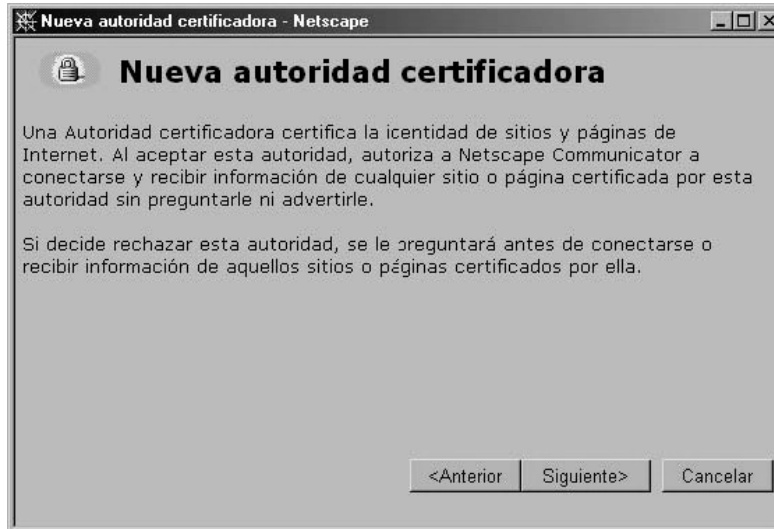 Nueva autoridad certificadora - Netscape
Nueva autoridad certificadora
Una Autoridad certificadora certifica la icentidad de sitios y páginas de
Internet. Al aceptar esta autoridad, autoriza a Netscape Communicator a
conectarse y recibir información de cualquier sitio o página certificada por esta
autoridad sin preguntarle ni advertirle.
Si decide rechazar esta autoridad, se le preguntará antes de conectarse o
recibir información de aquellos sitios o páginas certificados por ella.
<Anterior Siguiente> Cancelar